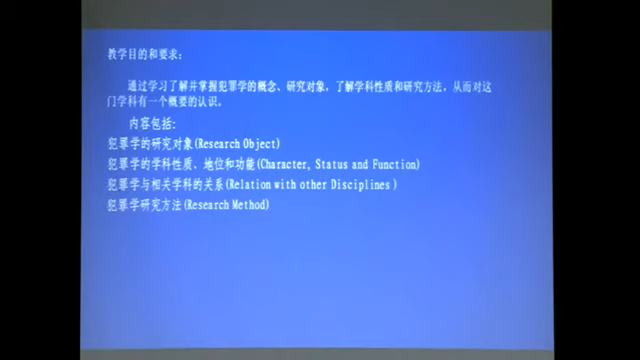 教学目的和要求：
通过学习了解并掌握犯罪学的概念、研究对象，了解学科性质和研究方法，从而对这
门学科有一个概要的认识。
内容包括：
犯罪学的研究对象(Research Object)
犯罪学的学科性质、地位和功能(Character, Status and Function)
犯罪学与相关学科的关系(Relation with other Disciplines )
犯罪学研究方法(Research Method)